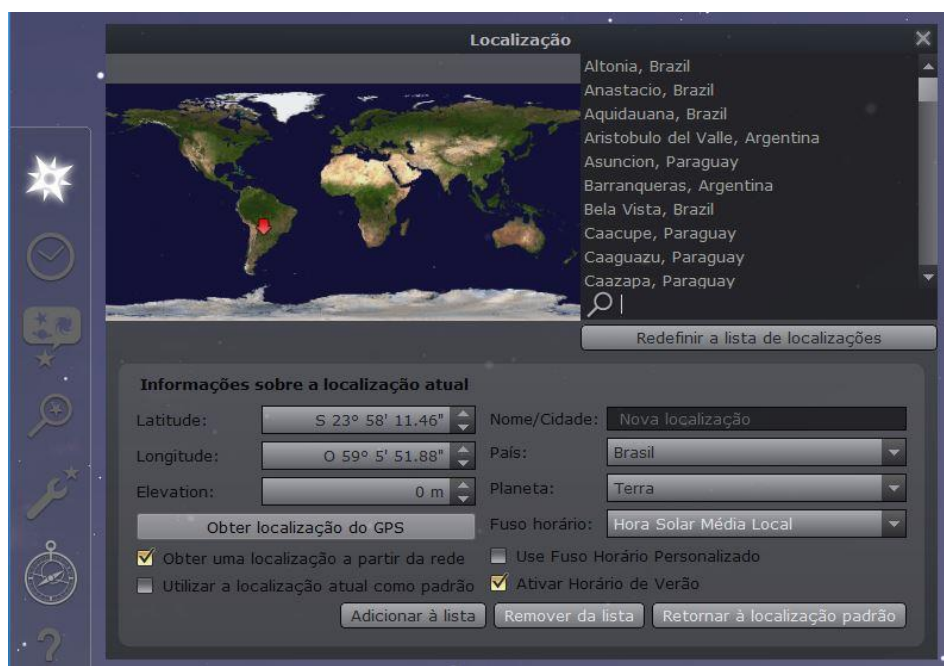 Localização
Altonia, Brazil
Anastacio, Brazil
Aquidauana, Brazil
Aristobulo del Valle, Argentina
Asuncion, Paraguay
Barranqueras, Argentina
Bela Vista, Brazil
Caacupe, Paraguay
Caaguazu, Paraguay
Caazapa, Paraguay
Redefinir a lista de localizações
Informações sobre a localização atual
Latitude: S 23° 58' 11.46"
Nome/Cidade: Nova localização
Longitude: O 59° 5' 51.88"
País: Brasil
Elevation: 0 m
Planeta: Terra
Obter localização do GPS
Fuso horário: Hora Solar Média Local
Obter uma localização a partir da rede
Use Fuso Horário Personalizado
Utilizar a localização atual como padrão
Ativar Horário de Verão
Adicionar à lista
Remover da lista
Retornar à localização padrão
?